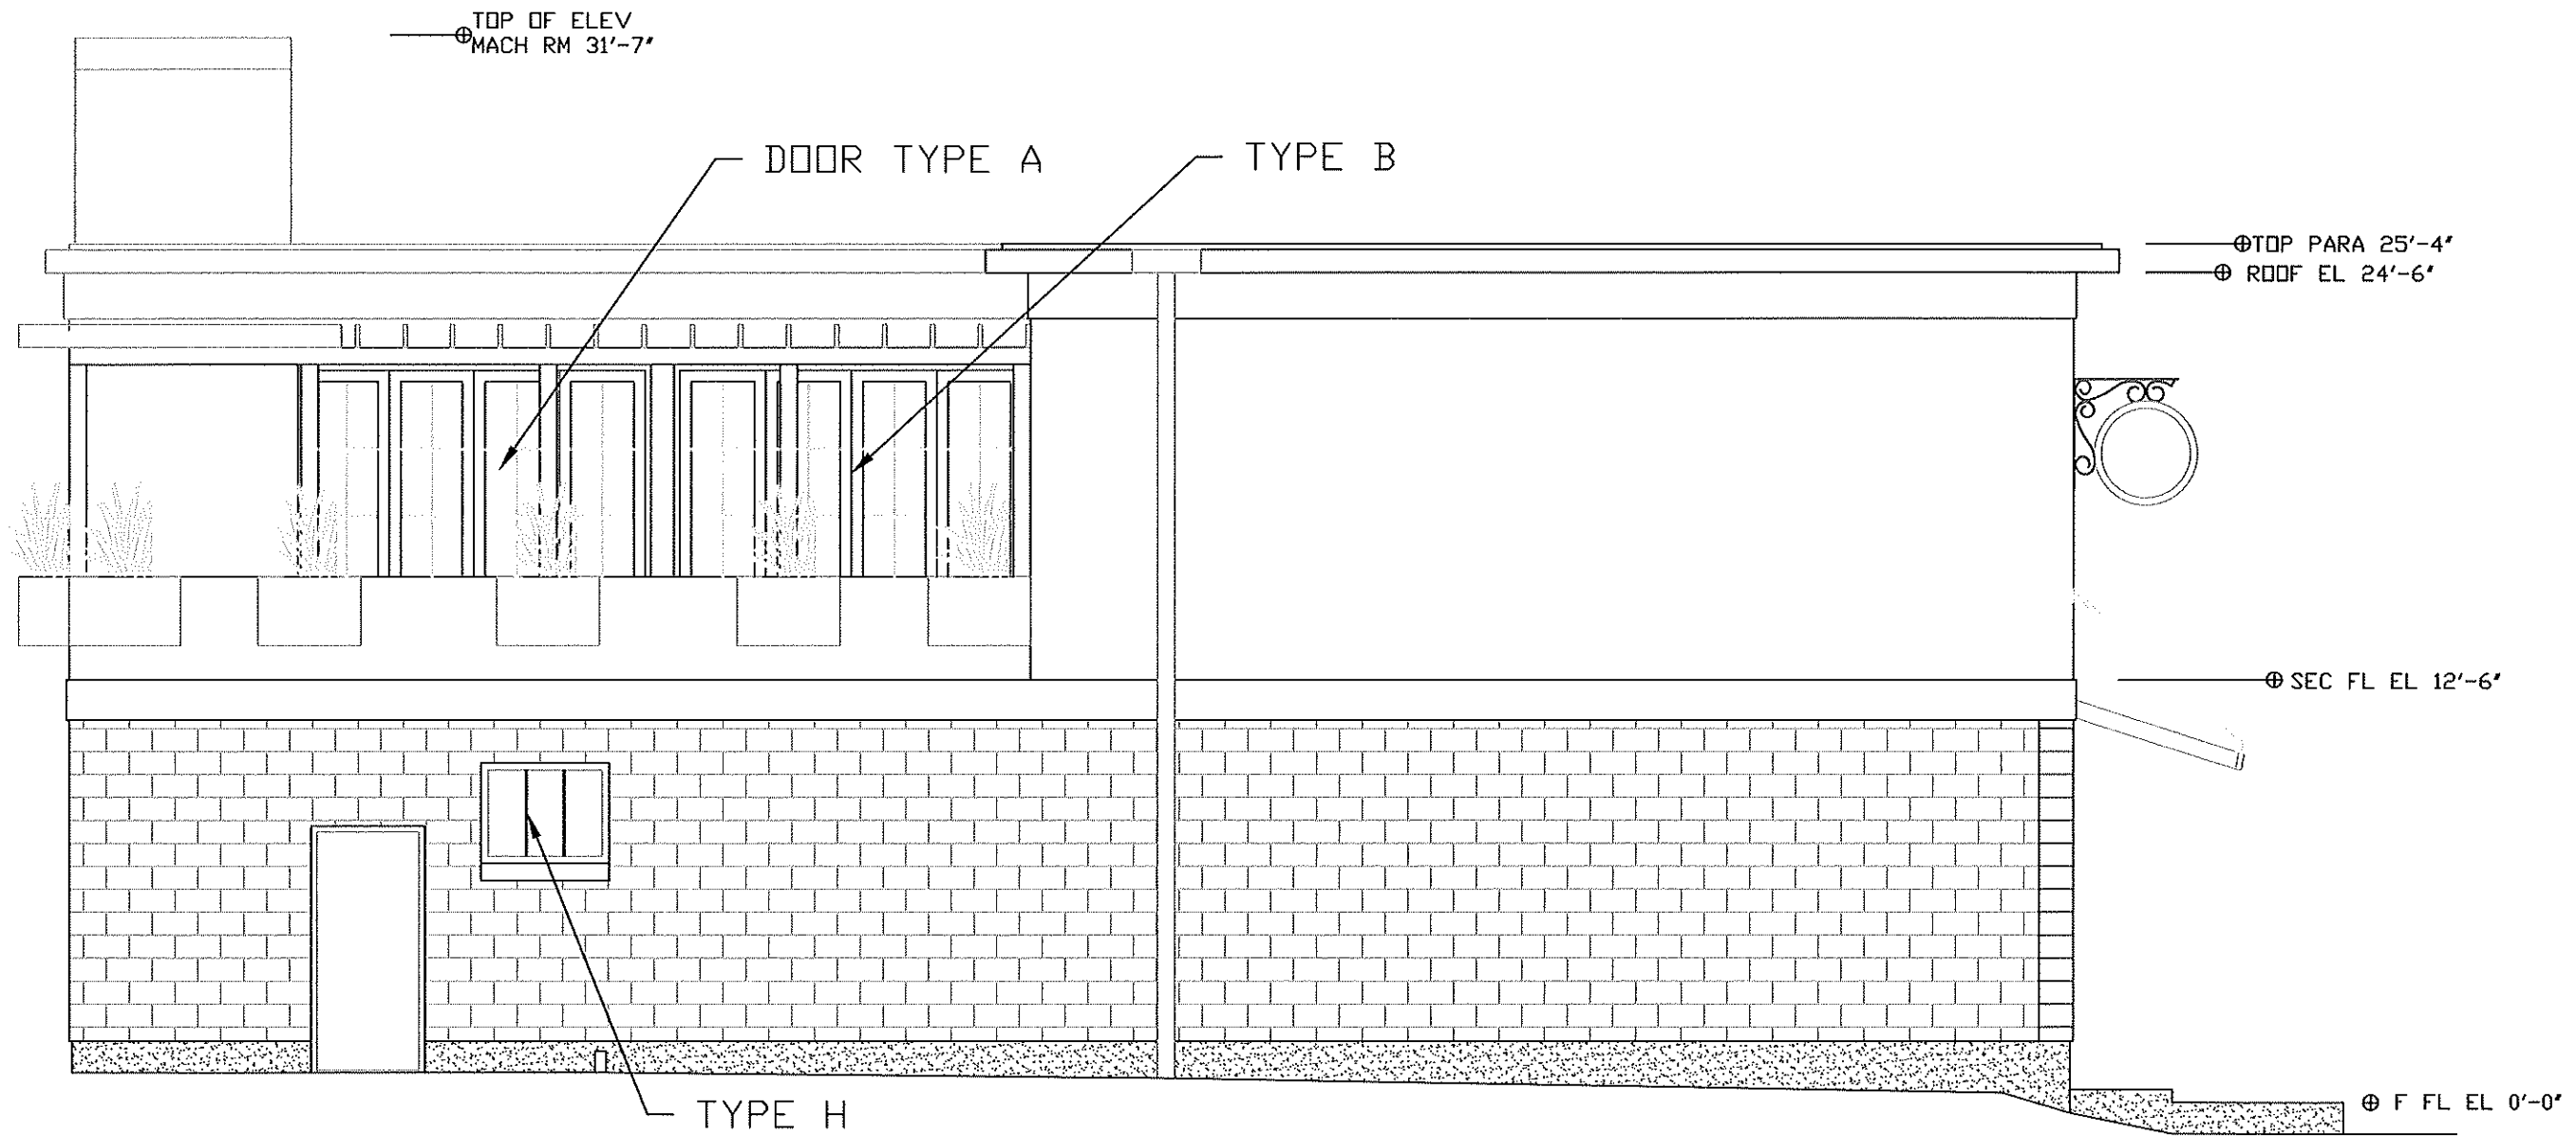 TOP OF ELEV
MACH RM 31'-7"
DOOR TYPE A
TYPE B
TOP PARA 25'-4"
ROOF EL 24'-6"
SEC FL EL 12'-6"
TYPE H
F FL EL 0'-0"